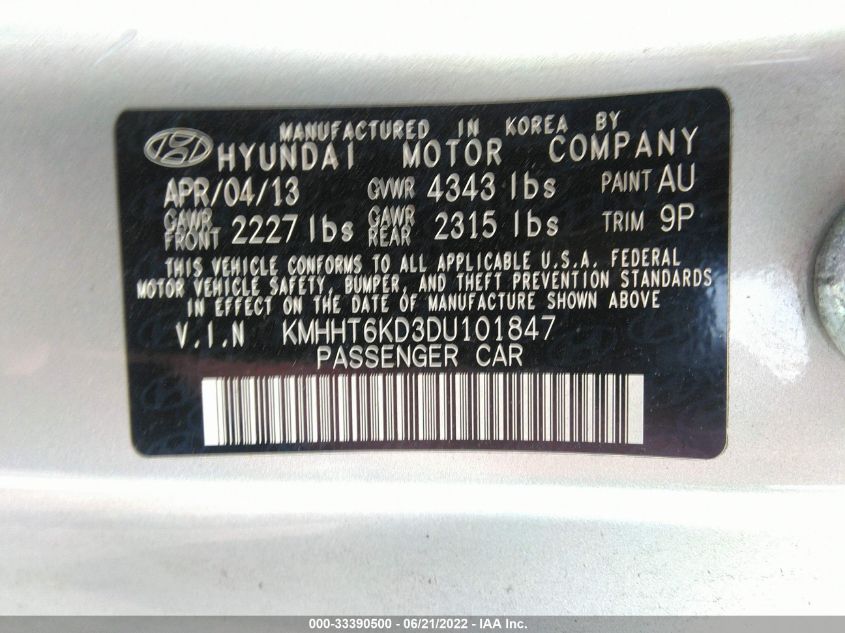 MANUFACTURED IN KOREA BY
HYUNDAI MOTOR COMPANY
APR/04/13 GVWR 4343 lbs PAINT AU
GAWR FRONT 2227 lbs GAWR REAR 2315 lbs TRIM 9P
THIS VEHICLE CONFORMS TO ALL APPLICABLE U.S.A. FEDERAL
MOTOR VEHICLE SAFETY, BUMPER, AND THEFT PREVENTION STANDARDS
IN EFFECT ON THE DATE OF MANUFACTURE SHOWN ABOVE
V.I.N KMHHT6KD3DU101847
PASSENGER CAR
000-33390500 - 06/21/2022 - IAA Inc.